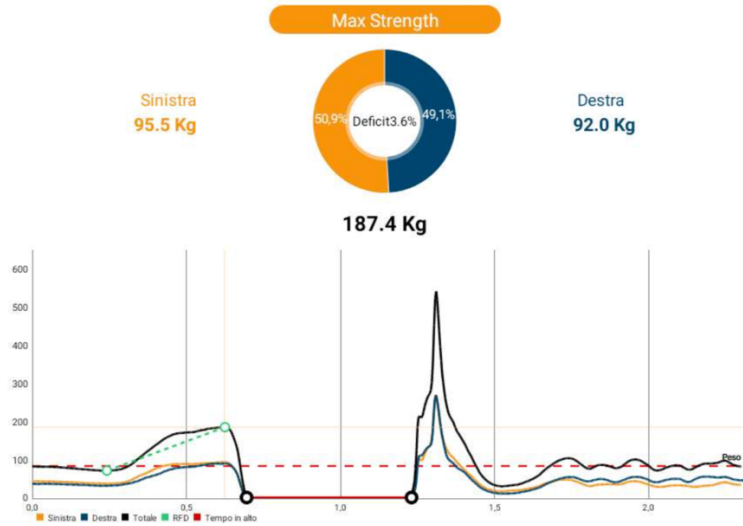 Max Strength
Sinistra
95.5 Kg
50,9%
Deficit3.6%
49,1%
Destra
92.0 Kg
187.4 Kg
600
500
400
300
200
100
0,0
Peso
0,0
0,5
1,0
1,5
2,0
Sinistra Destra Totale RFD Tempo in alto